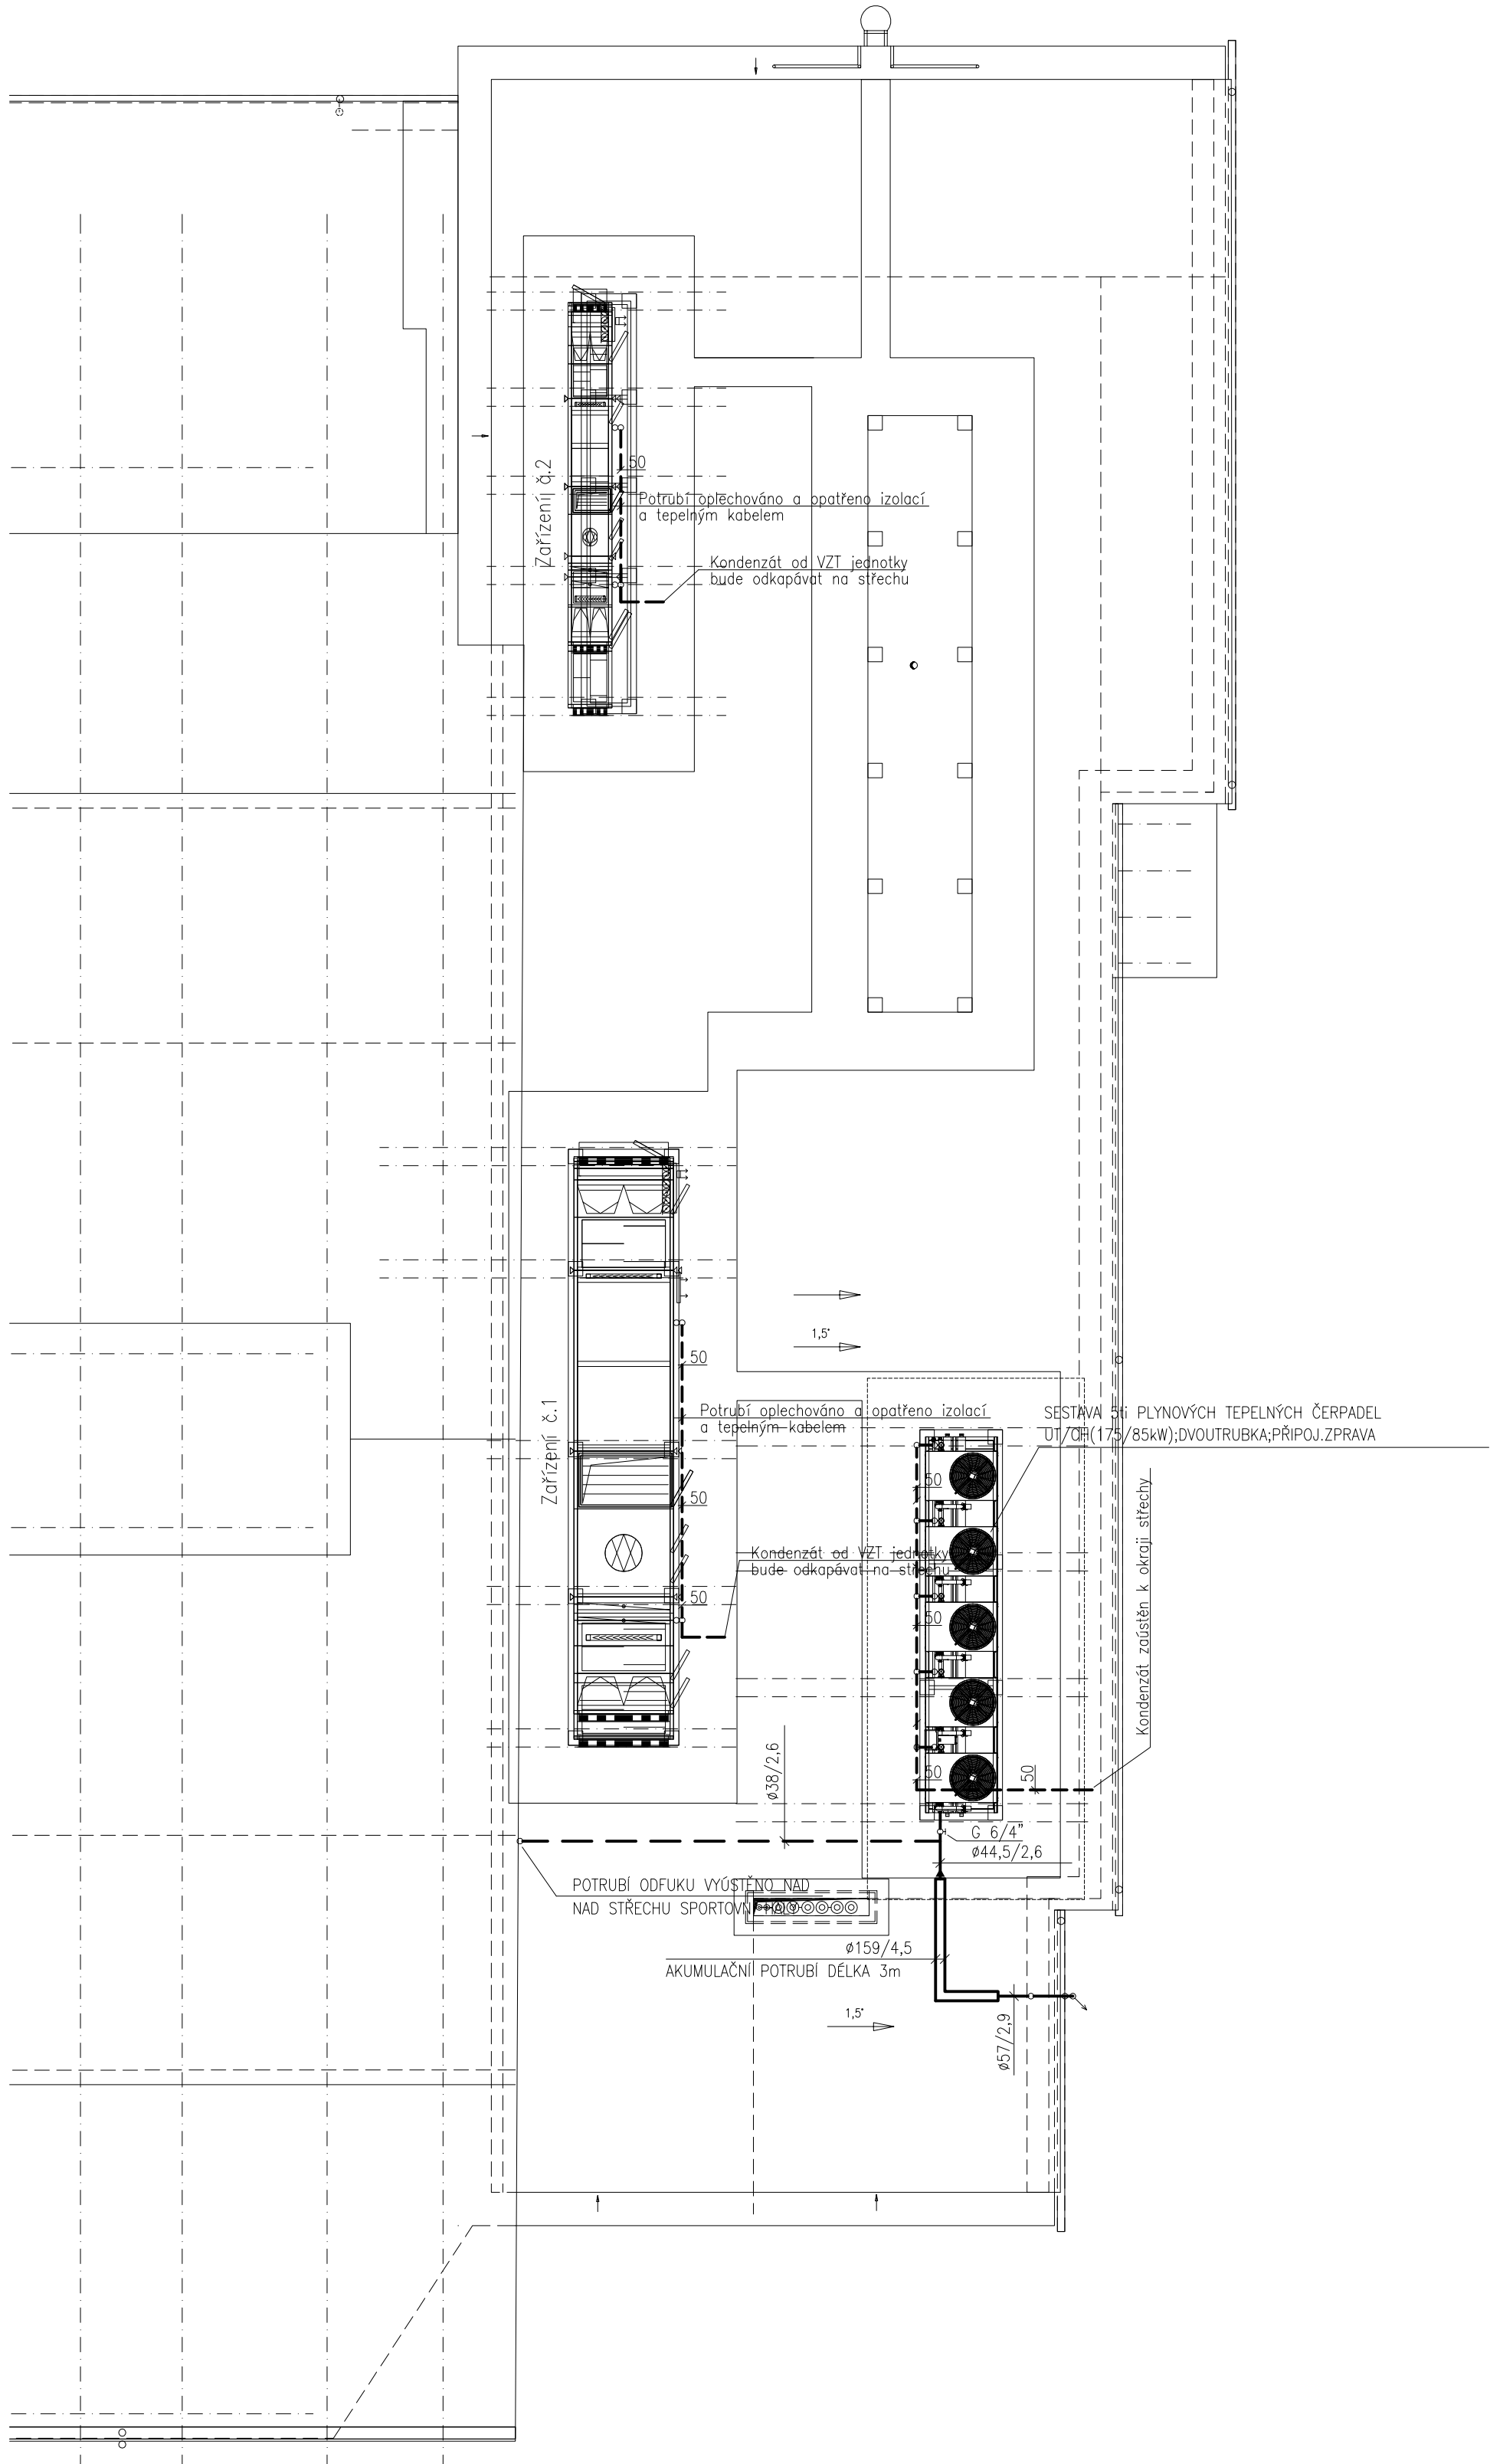 Zařízení č.2
50
Potrubí oplechováno a opatřeno izolací
a tepelným kabelem
Kondenzát od VZT jednotky
bude odkapávat na střechu
1,5°
50
Zařízení č.1
Potrubí oplechováno a opatřeno izolací
a tepelným kabelem
SESTAVA 5ti PLYNOVÝCH TEPELNÝCH ČERPADEL
ÚT/CH(175/85kW);DVOUTRUBKA;PŘIPOJ.ZPRAVA
50
50
Kondenzát od VZT jednotky
bude odkapávat na střechu
50
50
Kondenzát zaústěn k okraji střechy
ø38/2,6
50
50
G 6/4"
ø44,5/2,6
POTRUBÍ ODFUKU VYÚSTĚNO NAD
NAD STŘECHU SPORTOVNÍ HALY
ø159/4,5
AKUMULAČNÍ POTRUBÍ DÉLKA 3m
1,5°
ø57/2,9